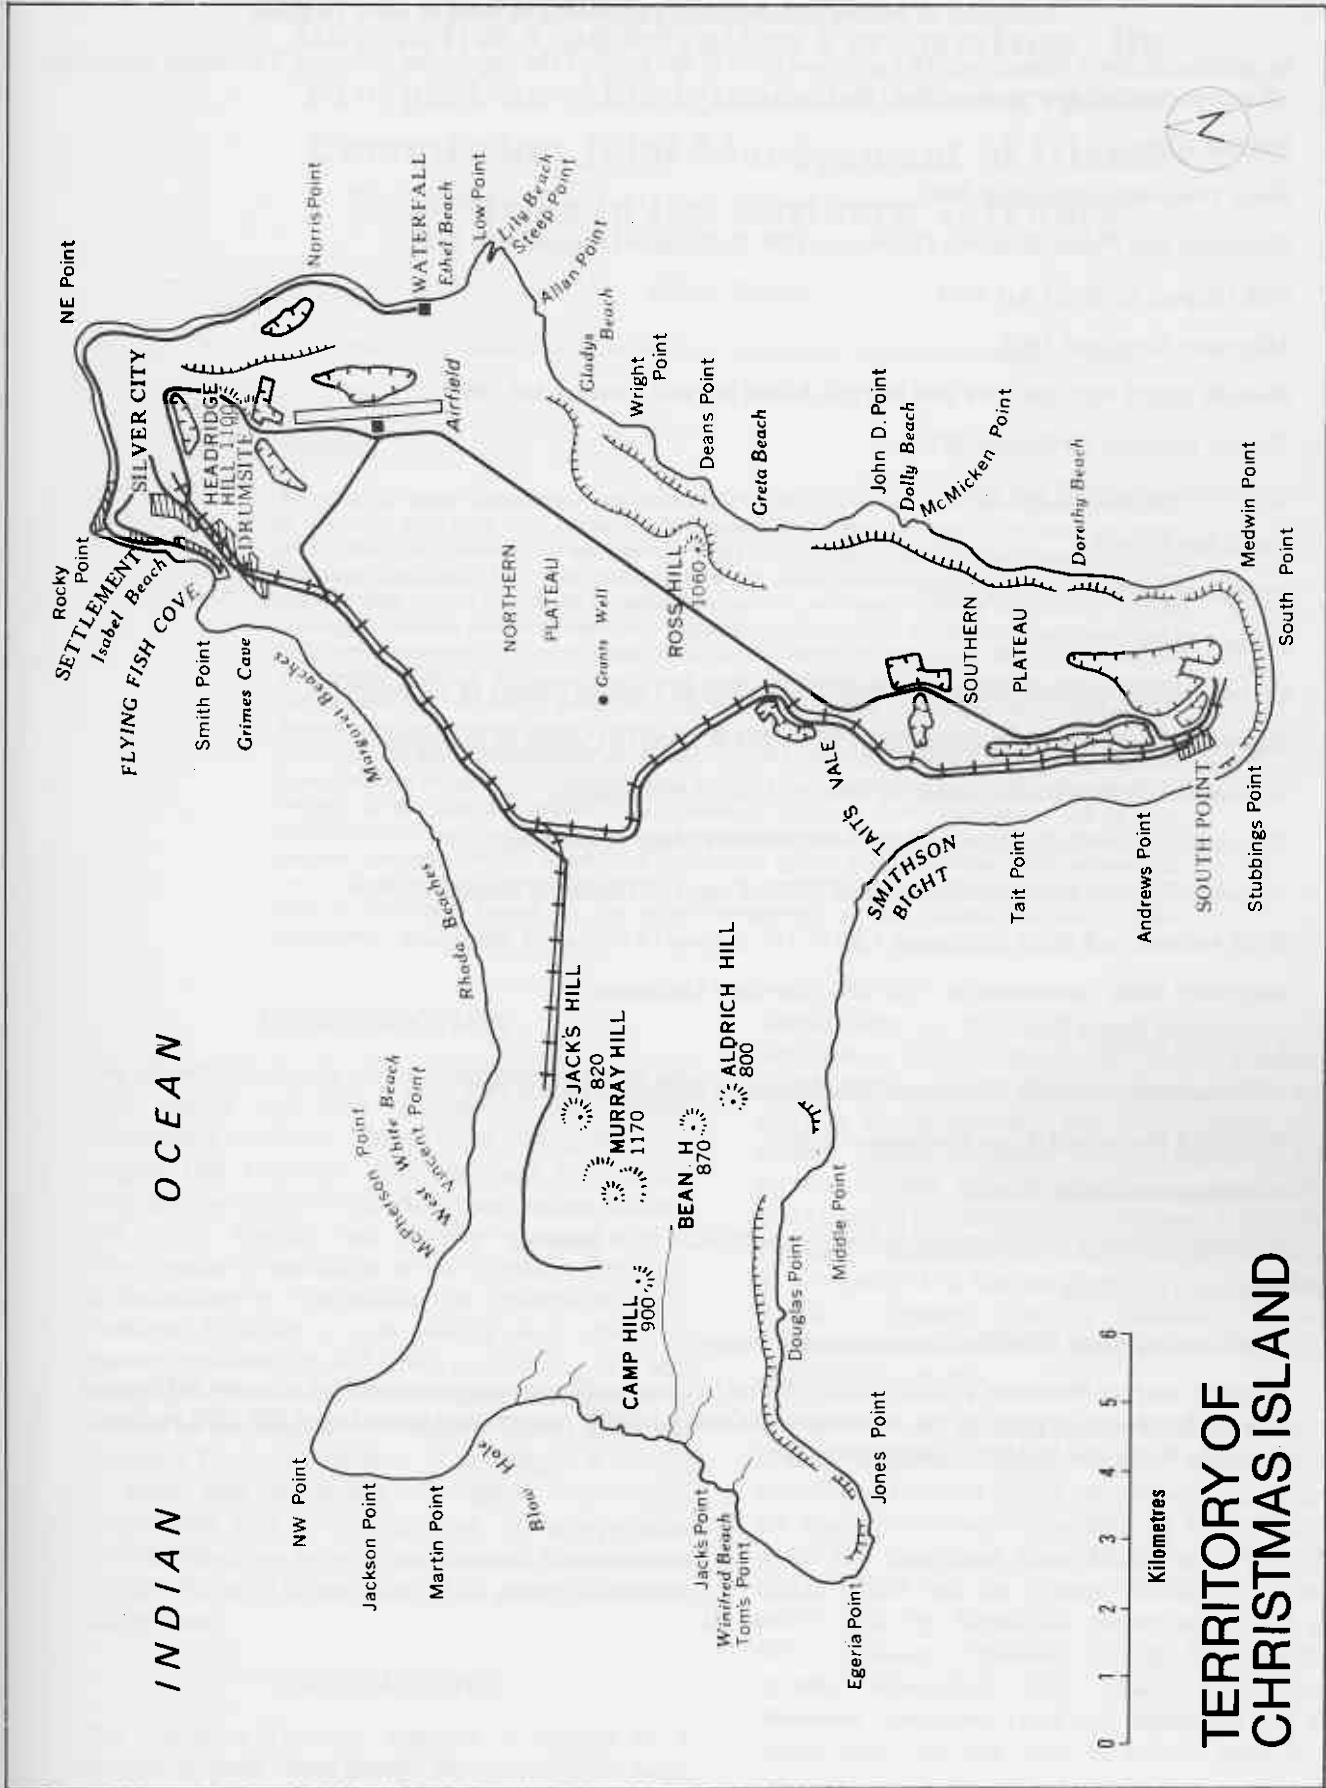 INDIAN OCEAN
NE Point
Rocky
Point
SILVER CITY
SETTLEMENT
Isabel Beach
FLYING FISH COVE
HEADRIDGE
HILL 1100
DRUMSITE
Norris Point
WATERFALL
Ethel Beach
Low Point
Lily Beach
Steep Point
Allan Point
Airfield
Smith Point
Grimes Cave
Margaret Beaches
Rhoda Beaches
McPherson Point
West White Beach
Vincent Point
NW Point
Jackson Point
Martin Point
Blow Hole
Gladys
Beach
Wright
Point
Deans Point
Greta Beach
NORTHERN
PLATEAU
Grants Well
ROSS HILL
1060
JACK'S HILL
820
MURRAY HILL
1170
BEAN H
870
ALDRICH HILL
800
CAMP HILL
900
Jacks Point
Winifred Beach
Tom's Point
Egeria Point
Jones Point
Douglas Point
Middle Point
TAIT'S VALE
SMITHSON
BIGHT
John D. Point
Dolly Beach
McMicken Point
Dorothy Beach
SOUTHERN
PLATEAU
Tait Point
Andrews Point
SOUTH POINT
Stubbings Point
Medwin Point
South Point
N
0 1 2 3 4 5 6
Kilometres
TERRITORY OF
CHRISTMAS ISLAND